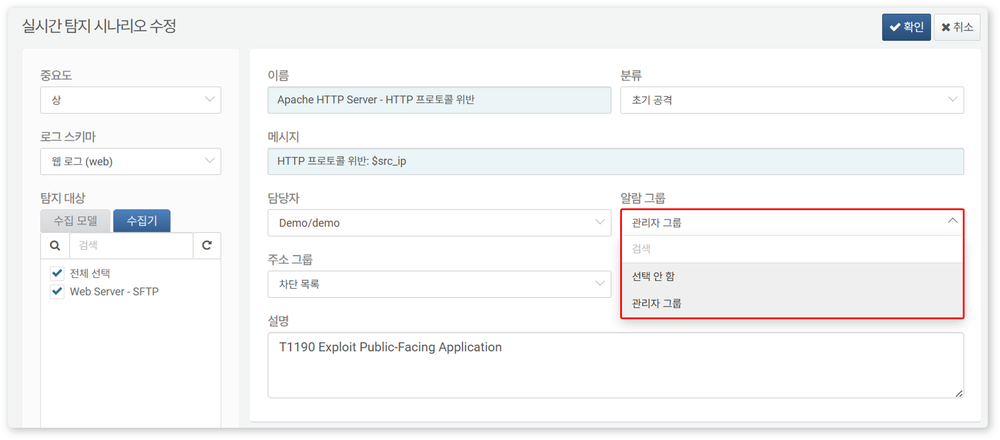 실시간 탐지 시나리오 수정
확인
취소
중요도
상
로그 스키마
웹 로그 (web)
탐지 대상
수집 모델
수집기
검색
전체 선택
Web Server - SFTP
이름
Apache HTTP Server - HTTP 프로토콜 위반
분류
초기 공격
메시지
HTTP 프로토콜 위반: $src_ip
담당자
Demo/demo
알람 그룹
관리자 그룹
검색
선택 안 함
관리자 그룹
주소 그룹
차단 목록
설명
T1190 Exploit Public-Facing Application